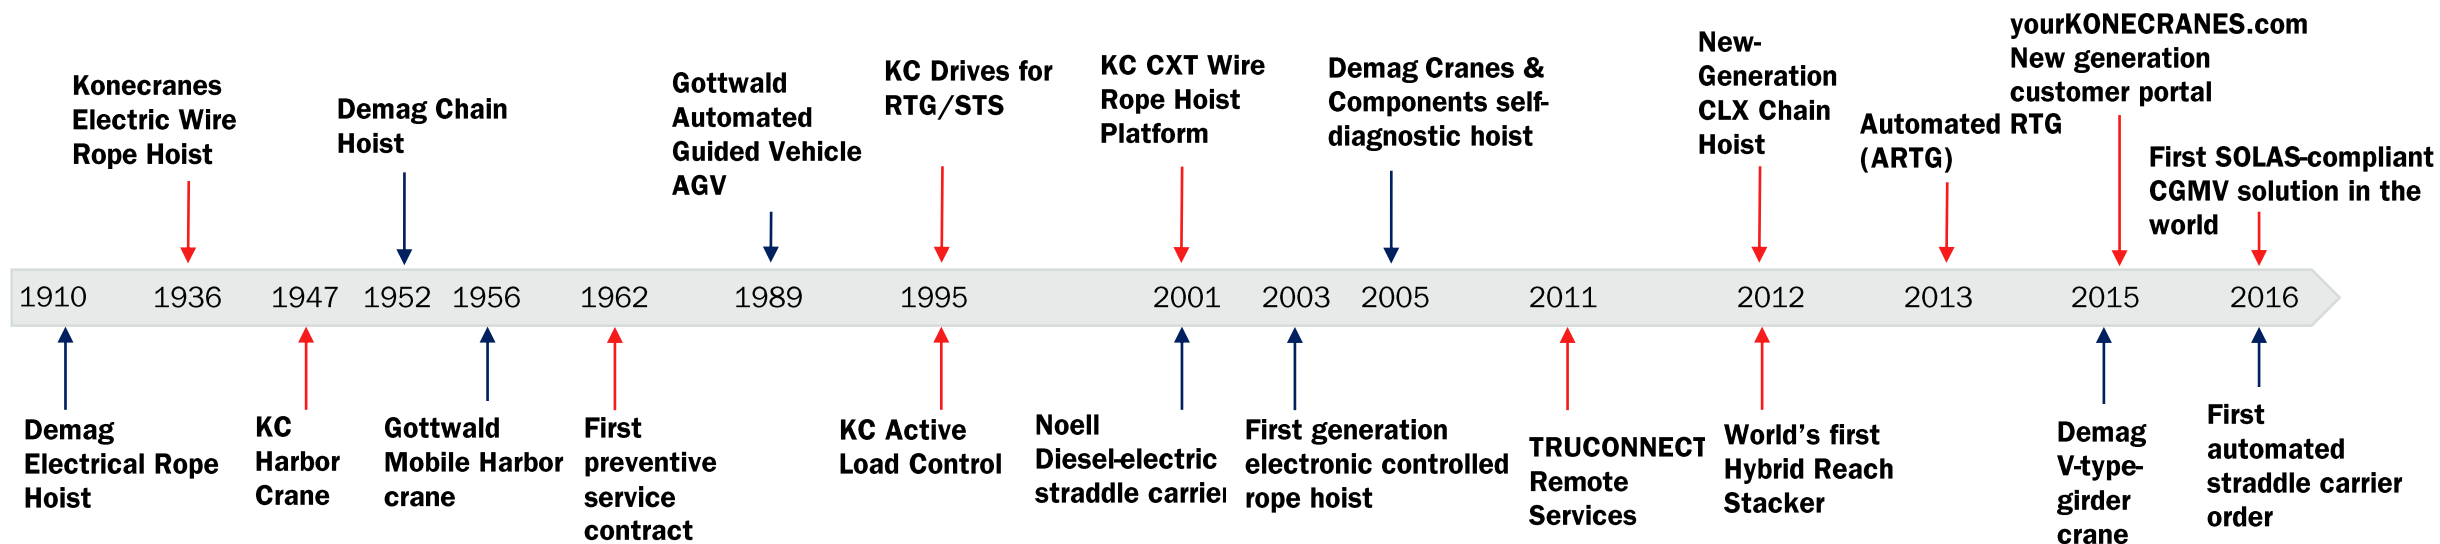 yourKONECRANES.com
New generation
customer portal
New-
Generation
CLX Chain
Hoist
KC CXT Wire
Rope Hoist
Platform
Demag Cranes &
Components self-
diagnostic hoist
KC Drives for
RTG/STS
Gottwald
Automated
Guided Vehicle
AGV
Konecranes
Electric Wire
Rope Hoist
Demag Chain
Hoist
Automated RTG
(ARTG)
First SOLAS-compliant
CGMV solution in the
world
1910 1936 1947 1952 1956 1962 1989 1995 2001 2003 2005 2011 2012 2013 2015 2016
Demag
Electrical Rope
Hoist
KC
Harbor
Crane
Gottwald
Mobile Harbor
crane
First
preventive
service
contract
KC Active
Load Control
Noell
Diesel-electric
straddle carrier
First generation
electronic controlled
rope hoist
TRUCONNECT
Remote
Services
World's first
Hybrid Reach
Stacker
Demag
V-type-
girder
crane
First
automated
straddle carrier
order